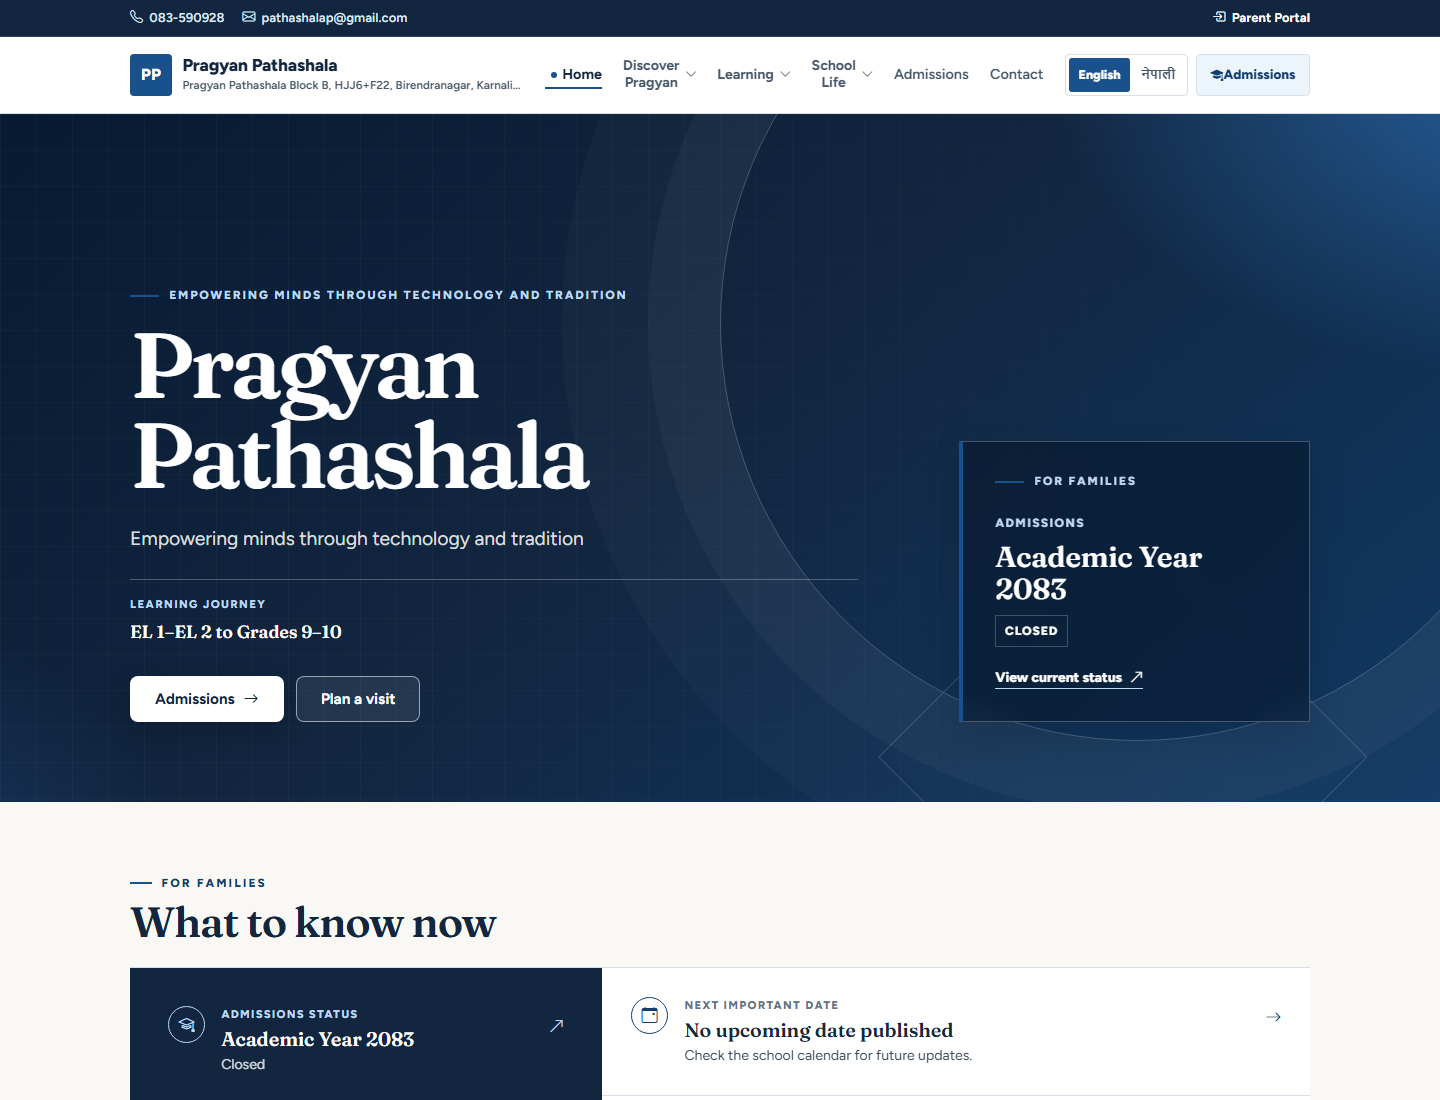 083-590928 pathashalap@gmail.com Parent Portal
PP
Pragyan Pathashala
Pragyan Pathashala Block B, HJJ6+F22, Birendranagar, Karnali...
Home
Discover
Pragyan
Learning
School
Life
Admissions
Contact
English नेपाली
Admissions
EMPOWERING MINDS THROUGH TECHNOLOGY AND TRADITION
Pragyan
Pathashala
Empowering minds through technology and tradition
LEARNING JOURNEY
EL 1–EL 2 to Grades 9–10
Admissions
Plan a visit
FOR FAMILIES
ADMISSIONS
Academic Year
2083
CLOSED
View current status
FOR FAMILIES
What to know now
ADMISSIONS STATUS
Academic Year 2083
Closed
NEXT IMPORTANT DATE
No upcoming date published
Check the school calendar for future updates.